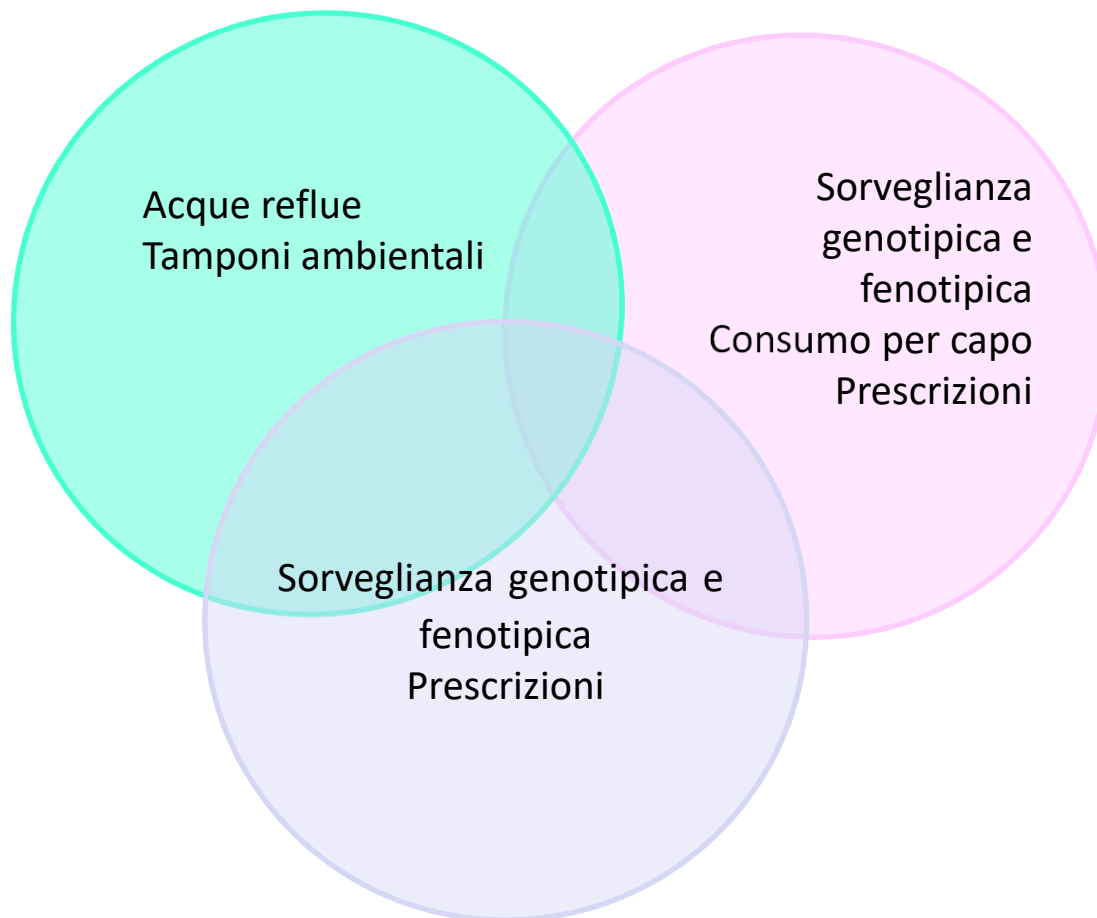 Acque reflue
Tamponi ambientali
Sorveglianza
genotipica e
fenotipica
Consumo per capo
Prescrizioni
Sorveglianza genotipica e
fenotipica
Prescrizioni